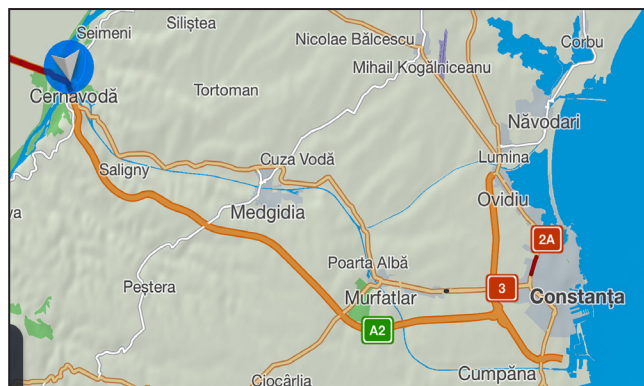 Siliștea
Seimeni
Nicolae Bălcescu
Corbu
Mihail Kogălniceanu
Cernavodă
Tortoman
Năvodari
Cuza Vodă
Lumina
Saligny
Ovidiu
Medgidia
2A
Poarta Albă
Peștera
3
Murfatlar
Constanța
A2
Cumpăna
Ciocârlia